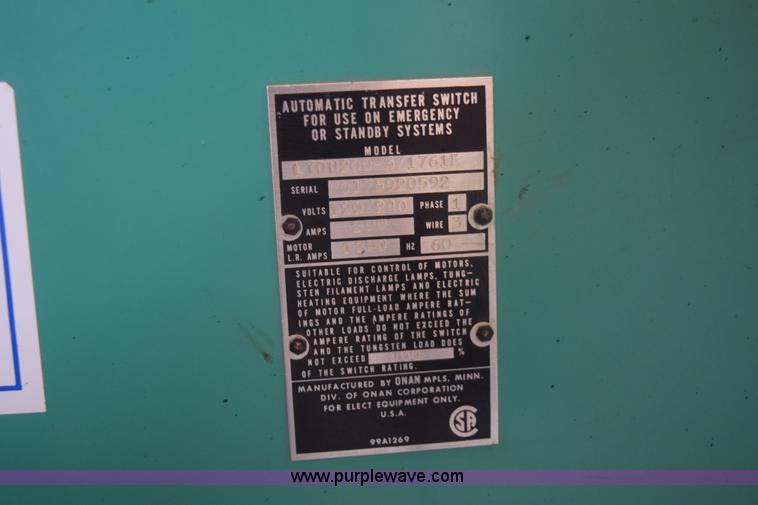 AUTOMATIC TRANSFER SWITCH
FOR USE ON EMERGENCY
OR STANDBY SYSTEMS
MODEL
SERIAL
VOLTS PHASE 1
AMPS WIRE 3
MOTOR
L.R. AMPS HZ 60
SUITABLE FOR CONTROL OF MOTORS,
ELECTRIC DISCHARGE LAMPS, TUNG-
STEN FILAMENT LAMPS AND ELECTRIC
HEATING EQUIPMENT WHERE THE SUM
OF MOTOR FULL-LOAD AMPERE RAT-
INGS AND THE AMPERE RATINGS OF
OTHER LOADS DO NOT EXCEED THE
AMPERE RATING OF THE SWITCH
AND THE TUNGSTEN LOAD DOES
NOT EXCEED %
OF THE SWITCH RATING.
MANUFACTURED BY ONAN MPLS, MINN.
DIV. OF ONAN CORPORATION
FOR ELECT EQUIPMENT ONLY.
U.S.A.
SA
99A1269
www.purplewave.com